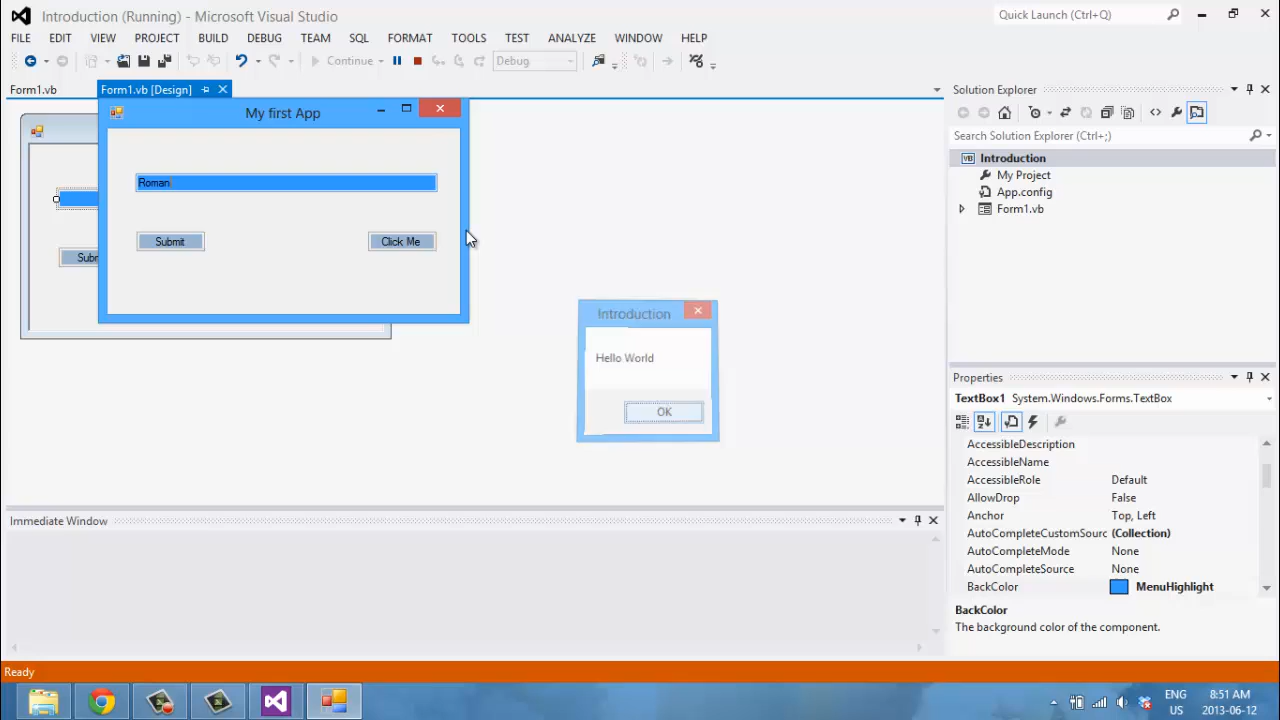 Introduction (Running) - Microsoft Visual Studio
Quick Launch (Ctrl+Q)
FILE EDIT VIEW PROJECT BUILD DEBUG TEAM SQL FORMAT TOOLS TEST ANALYZE WINDOW HELP
Continue
Debug
Form1.vb
Form1.vb [Design]
My first App
Roman
Submit
Click Me
Subm
Introduction
Hello World
OK
Solution Explorer
Search Solution Explorer (Ctrl+;)
VB Introduction
My Project
App.config
Form1.vb
Properties
TextBox1 System.Windows.Forms.TextBox
AccessibleDescription
AccessibleName
AccessibleRole Default
AllowDrop False
Anchor Top, Left
AutoCompleteCustomSourc (Collection)
AutoCompleteMode None
AutoCompleteSource None
BackColor MenuHighlight
BackColor
The background color of the component.
Immediate Window
Ready
ENG
US
8:51 AM
2013-06-12